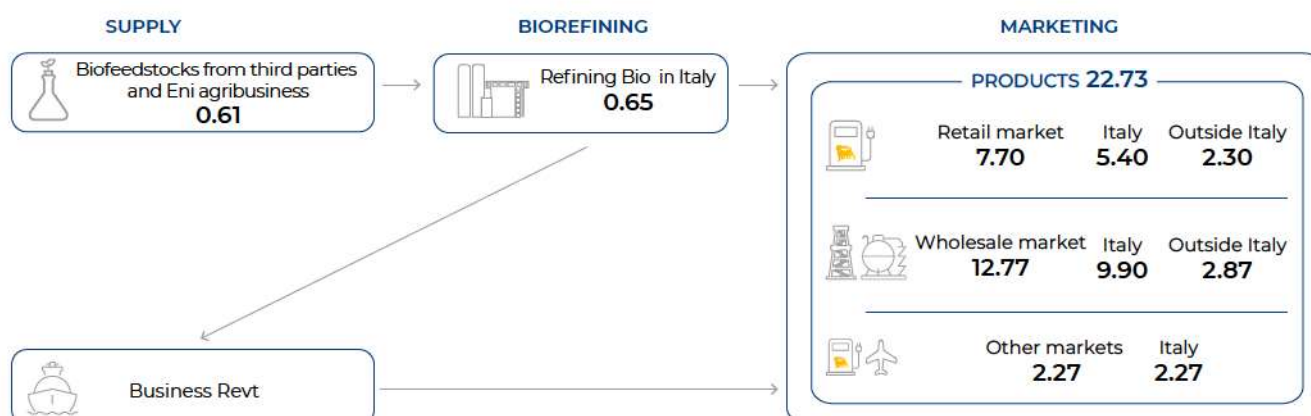 SUPPLY
BIOREFINING
MARKETING
Biofeedstocks from third parties
and Eni agribusiness
0.61
Refining Bio in Italy
0.65
PRODUCTS 22.73
Retail market Italy Outside Italy
7.70 5.40 2.30
Wholesale market Italy Outside Italy
12.77 9.90 2.87
Other markets Italy
2.27 2.27
Business Revt